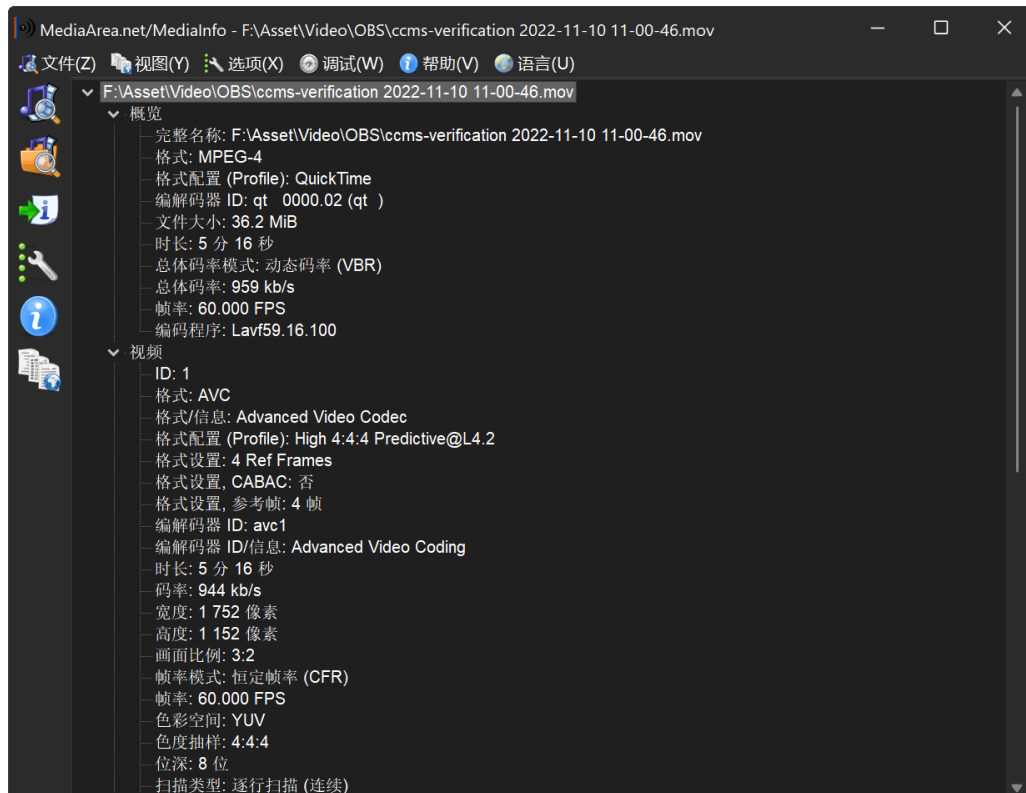 MediaArea.net/MediaInfo - F:\Asset\Video\OBS\ccms-verification 2022-11-10 11-00-46.mov
文件(Z) 视图(Y) 选项(X) 调试(W) 帮助(V) 语言(U)
F:\Asset\Video\OBS\ccms-verification 2022-11-10 11-00-46.mov
概览
完整名称: F:\Asset\Video\OBS\ccms-verification 2022-11-10 11-00-46.mov
格式: MPEG-4
格式配置 (Profile): QuickTime
编解码器 ID: qt   0000.02 (qt  )
文件大小: 36.2 MiB
时长: 5 分 16 秒
总体码率模式: 动态码率 (VBR)
总体码率: 959 kb/s
帧率: 60.000 FPS
编码程序: Lavf59.16.100
视频
ID: 1
格式: AVC
格式/信息: Advanced Video Codec
格式配置 (Profile): High 4:4:4 Predictive@L4.2
格式设置: 4 Ref Frames
格式设置, CABAC: 否
格式设置, 参考帧: 4 帧
编解码器 ID: avc1
编解码器 ID/信息: Advanced Video Coding
时长: 5 分 16 秒
码率: 944 kb/s
宽度: 1 752 像素
高度: 1 152 像素
画面比例: 3:2
帧率模式: 恒定帧率 (CFR)
帧率: 60.000 FPS
色彩空间: YUV
色度抽样: 4:4:4
位深: 8 位
扫描类型: 逐行扫描 (连续)